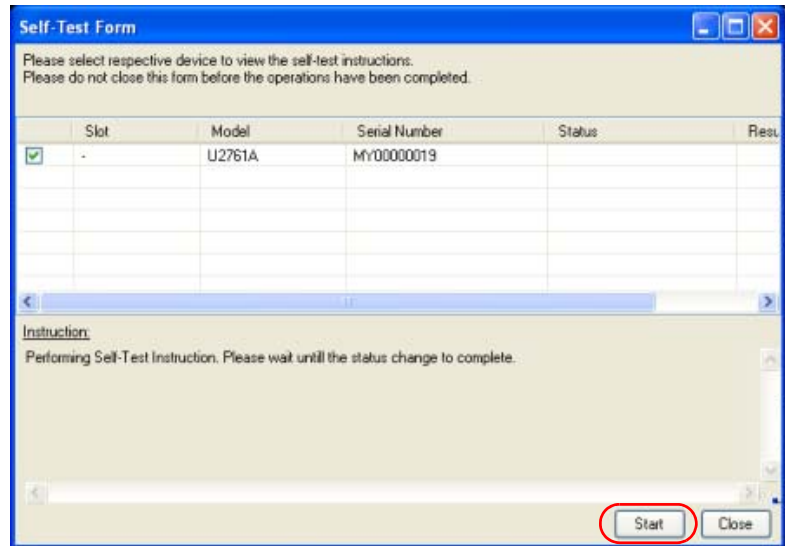 Self-Test Form
Please select respective device to view the self-test instructions.
Please do not close this form before the operations have been completed.
Slot Model Serial Number Status Resu
- U2761A MY00000019
Instruction:
Performing Self-Test Instruction. Please wait untill the status change to complete.
Start Close